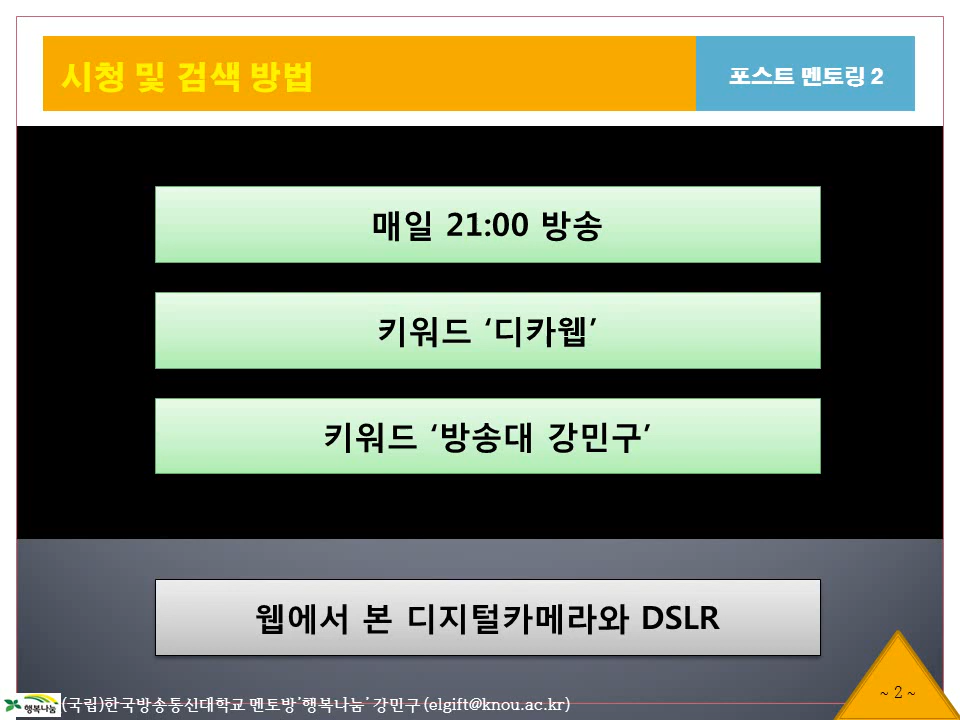 시청 및 검색 방법
포스트 멘토링 2
매일 21:00 방송
키워드 ‘디카웹’
키워드 ‘방송대 강민구’
웹에서 본 디지털카메라와 DSLR
~ 2 ~
행복나눔
(국립)한국방송통신대학교 멘토방‘행복나눔’ 강민구 (elgift@knou.ac.kr)